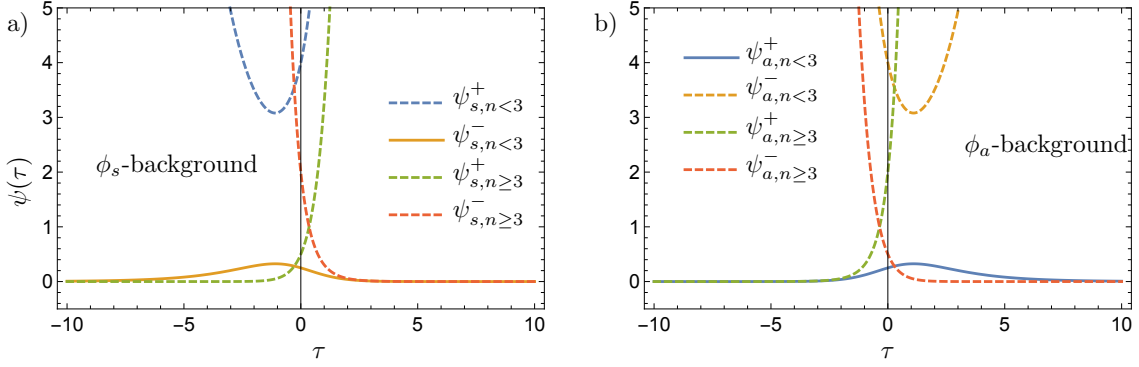 a)
5
4
3
2
1
0
ψ(τ)
ϕₛ-background
ψ⁺ₛ,ₙ<₃
ψ⁻ₛ,ₙ<₃
ψ⁺ₛ,ₙ≥₃
ψ⁻ₛ,ₙ≥₃
-10 -5 0 5 10
τ
b)
5
4
3
2
1
0
ψ⁺ₐ,ₙ<₃
ψ⁻ₐ,ₙ<₃
ψ⁺ₐ,ₙ≥₃
ψ⁻ₐ,ₙ≥₃
ϕₐ-background
-10 -5 0 5 10
τ